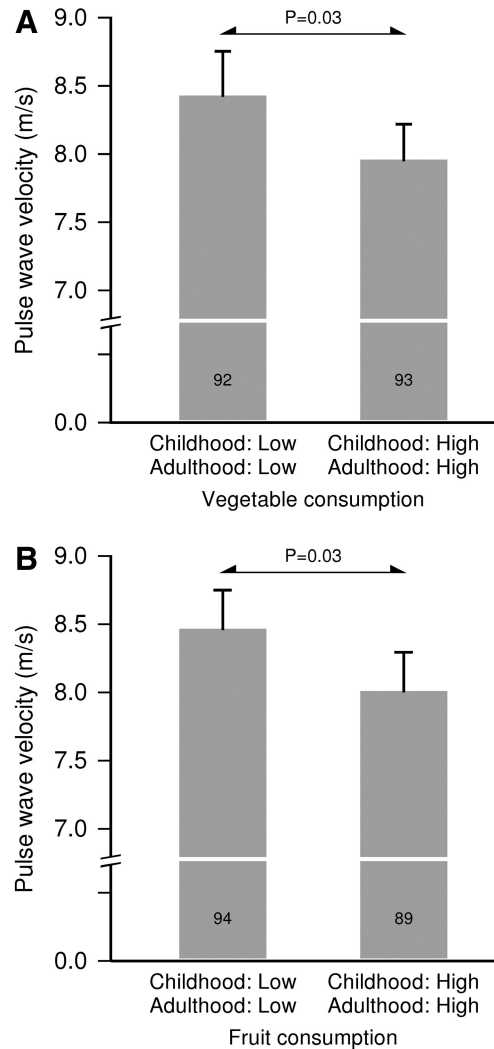 A
P=0.03
Pulse wave velocity (m/s)
9.0
8.5
8.0
7.5
7.0
0.0
92
93
Childhood: Low
Adulthood: Low
Childhood: High
Adulthood: High
Vegetable consumption
B
P=0.03
Pulse wave velocity (m/s)
9.0
8.5
8.0
7.5
7.0
0.0
94
89
Childhood: Low
Adulthood: Low
Childhood: High
Adulthood: High
Fruit consumption